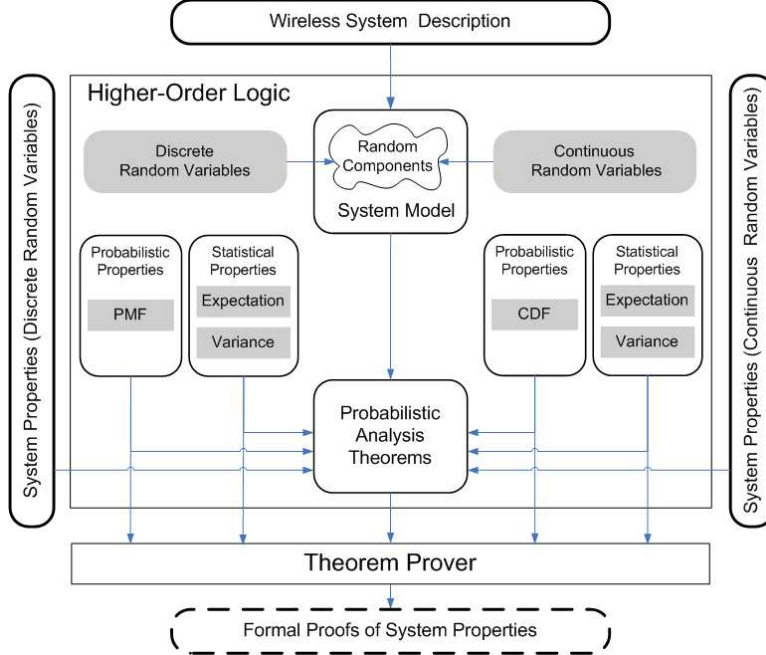 Wireless System Description
System Properties (Discrete Random Variables)
System Properties (Continuous Random Variables)
Higher-Order Logic
Discrete
Random Variables
Random
Components
System Model
Continuous
Random Variables
Probabilistic
Properties
PMF
Statistical
Properties
Expectation
Variance
Probabilistic
Properties
CDF
Statistical
Properties
Expectation
Variance
Probabilistic
Analysis
Theorems
Theorem Prover
Formal Proofs of System Properties